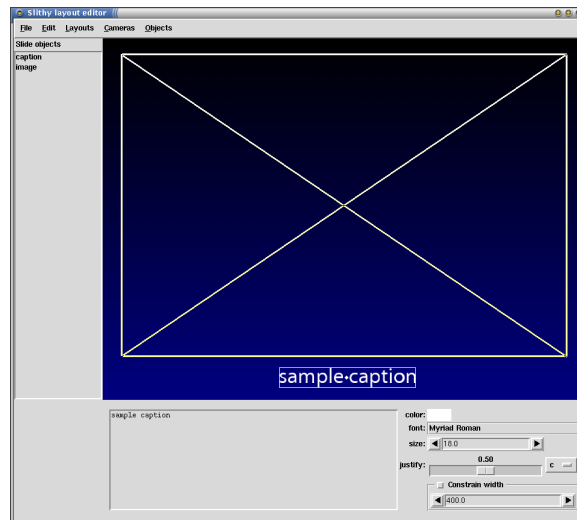 Slithy layout editor
File Edit Layouts Cameras Objects
Slide objects
caption
image
sample·caption
sample caption
color:
font: Myriad Roman
size: 18.0
0.50
justify: c
Constrain width
400.0